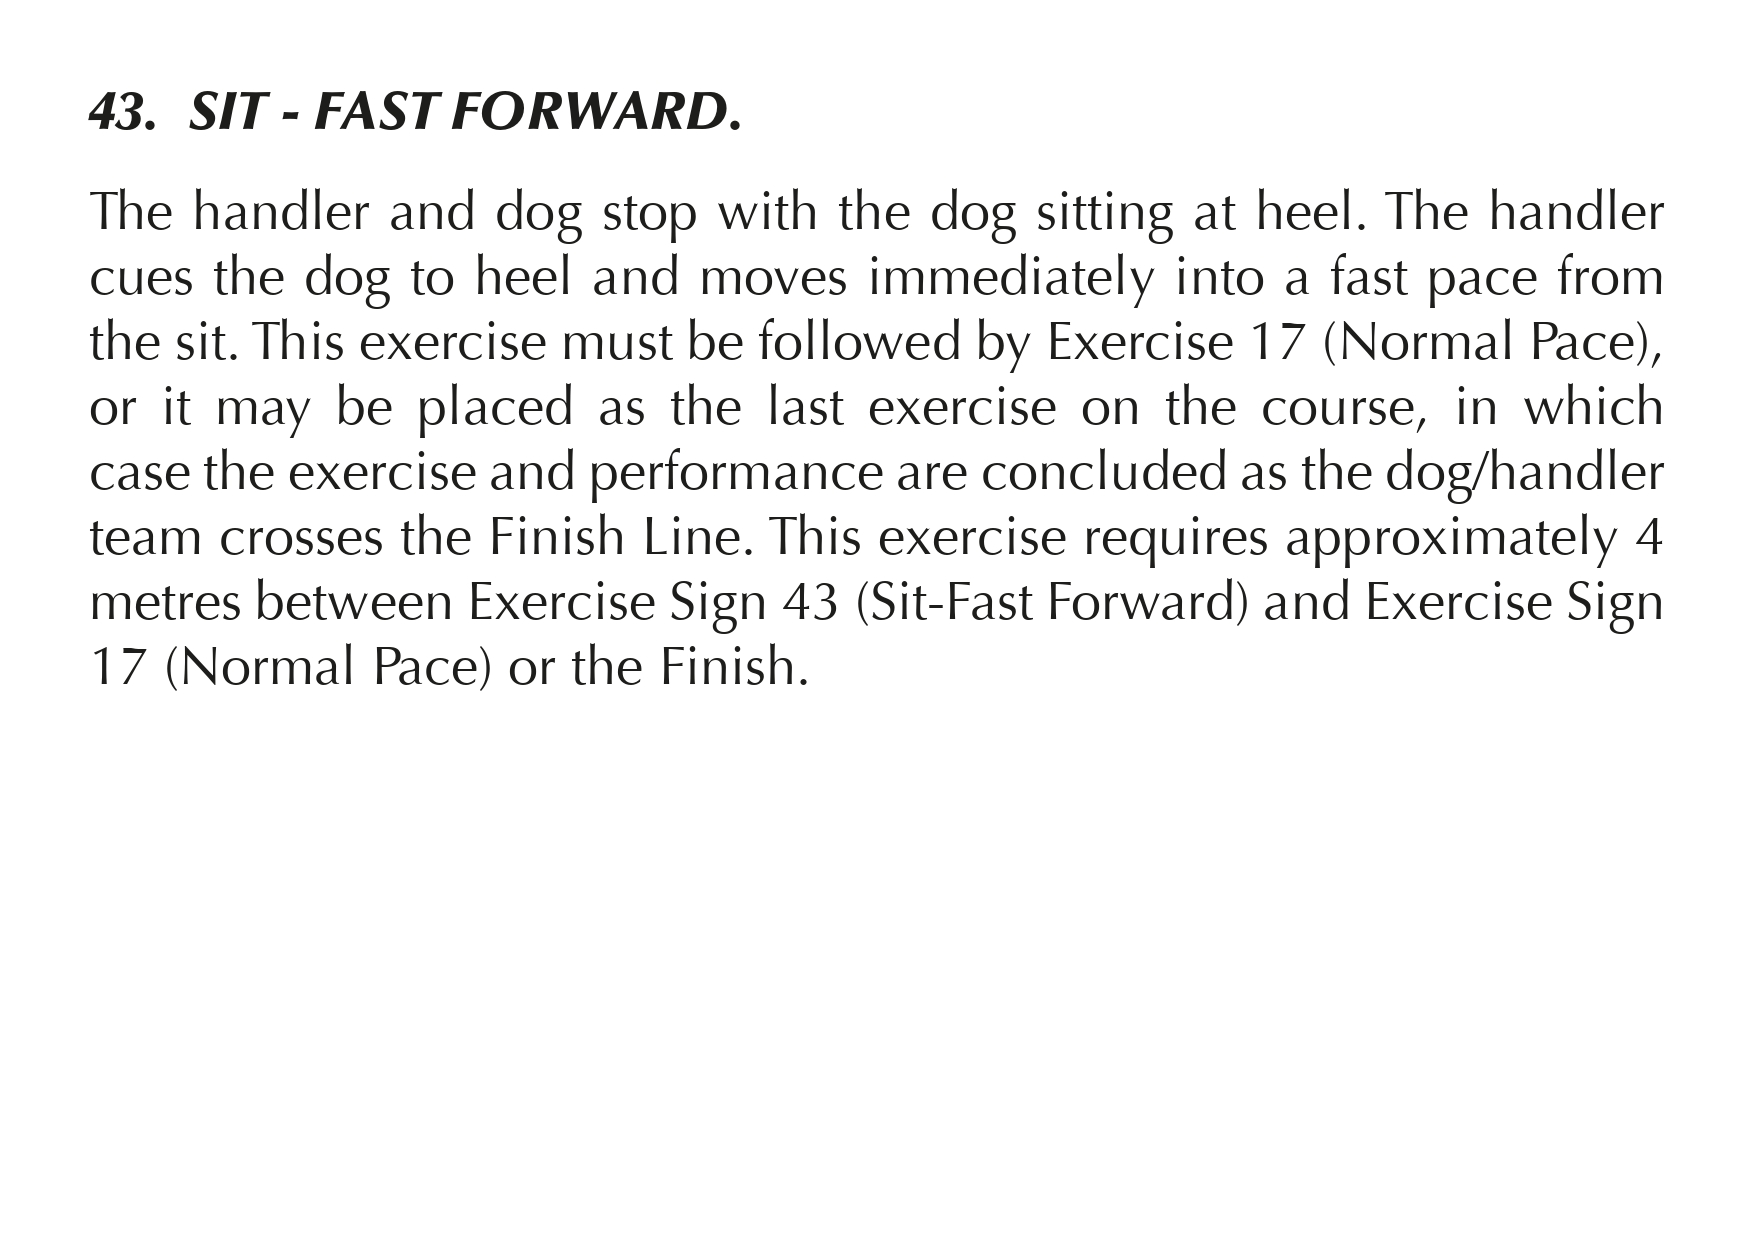 43. SIT - FAST FORWARD.
The handler and dog stop with the dog sitting at heel. The handler
cues the dog to heel and moves immediately into a fast pace from
the sit. This exercise must be followed by Exercise 17 (Normal Pace),
or it may be placed as the last exercise on the course, in which
case the exercise and performance are concluded as the dog/handler
team crosses the Finish Line. This exercise requires approximately 4
metres between Exercise Sign 43 (Sit-Fast Forward) and Exercise Sign
17 (Normal Pace) or the Finish.